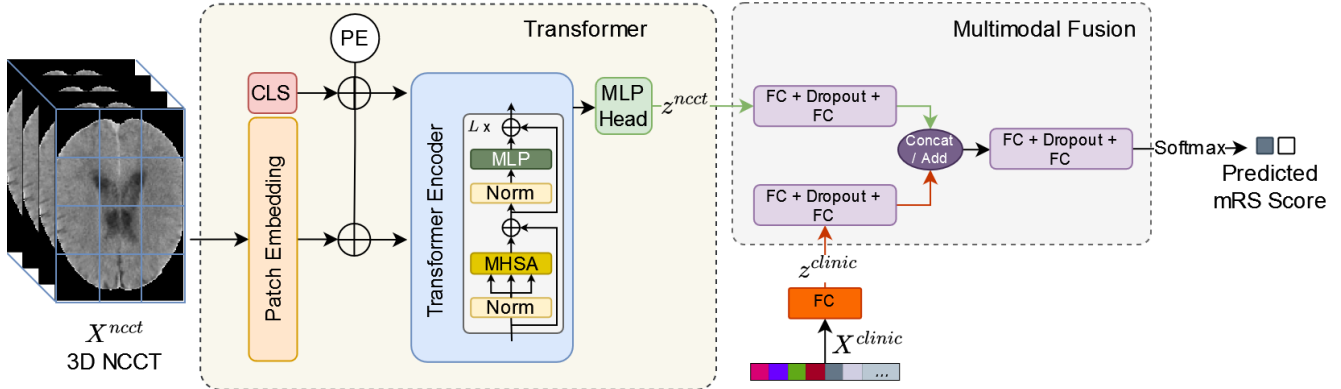 PE
Transformer
CLS
Patch Embedding
Transformer Encoder
L x
MLP
Norm
MHSA
Norm
MLP
Head
z^{ncct}
X^{ncct}
3D NCCT
Multimodal Fusion
FC + Dropout +
FC
FC + Dropout +
FC
Concat
/ Add
FC + Dropout +
FC
Softmax
Predicted
mRS Score
z^{clinic}
FC
X^{clinic}
...